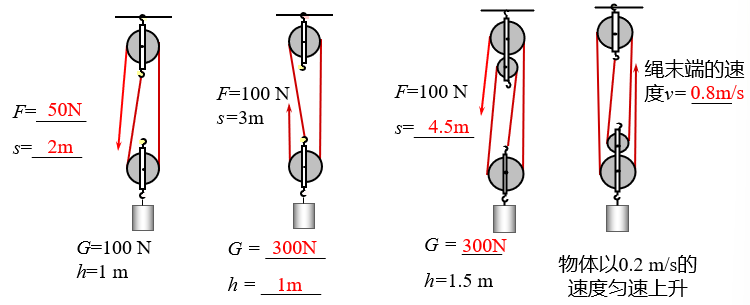 F= 50N
s= 2m
G=100 N
h=1 m
F=100 N
s=3m
G = 300N
h = 1m
F=100 N
s= 4.5m
G = 300N
h=1.5 m
绳末端的速
度v= 0.8m/s
物体以0.2 m/s的
速度匀速上升